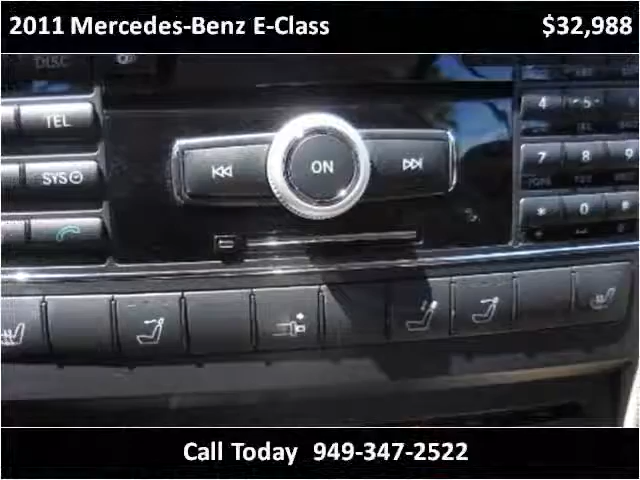 2011 Mercedes-Benz E-Class $32,988
DISC
TEL
4 5
ON
7 8 9
SYS
* 0 #
Call Today 949-347-2522